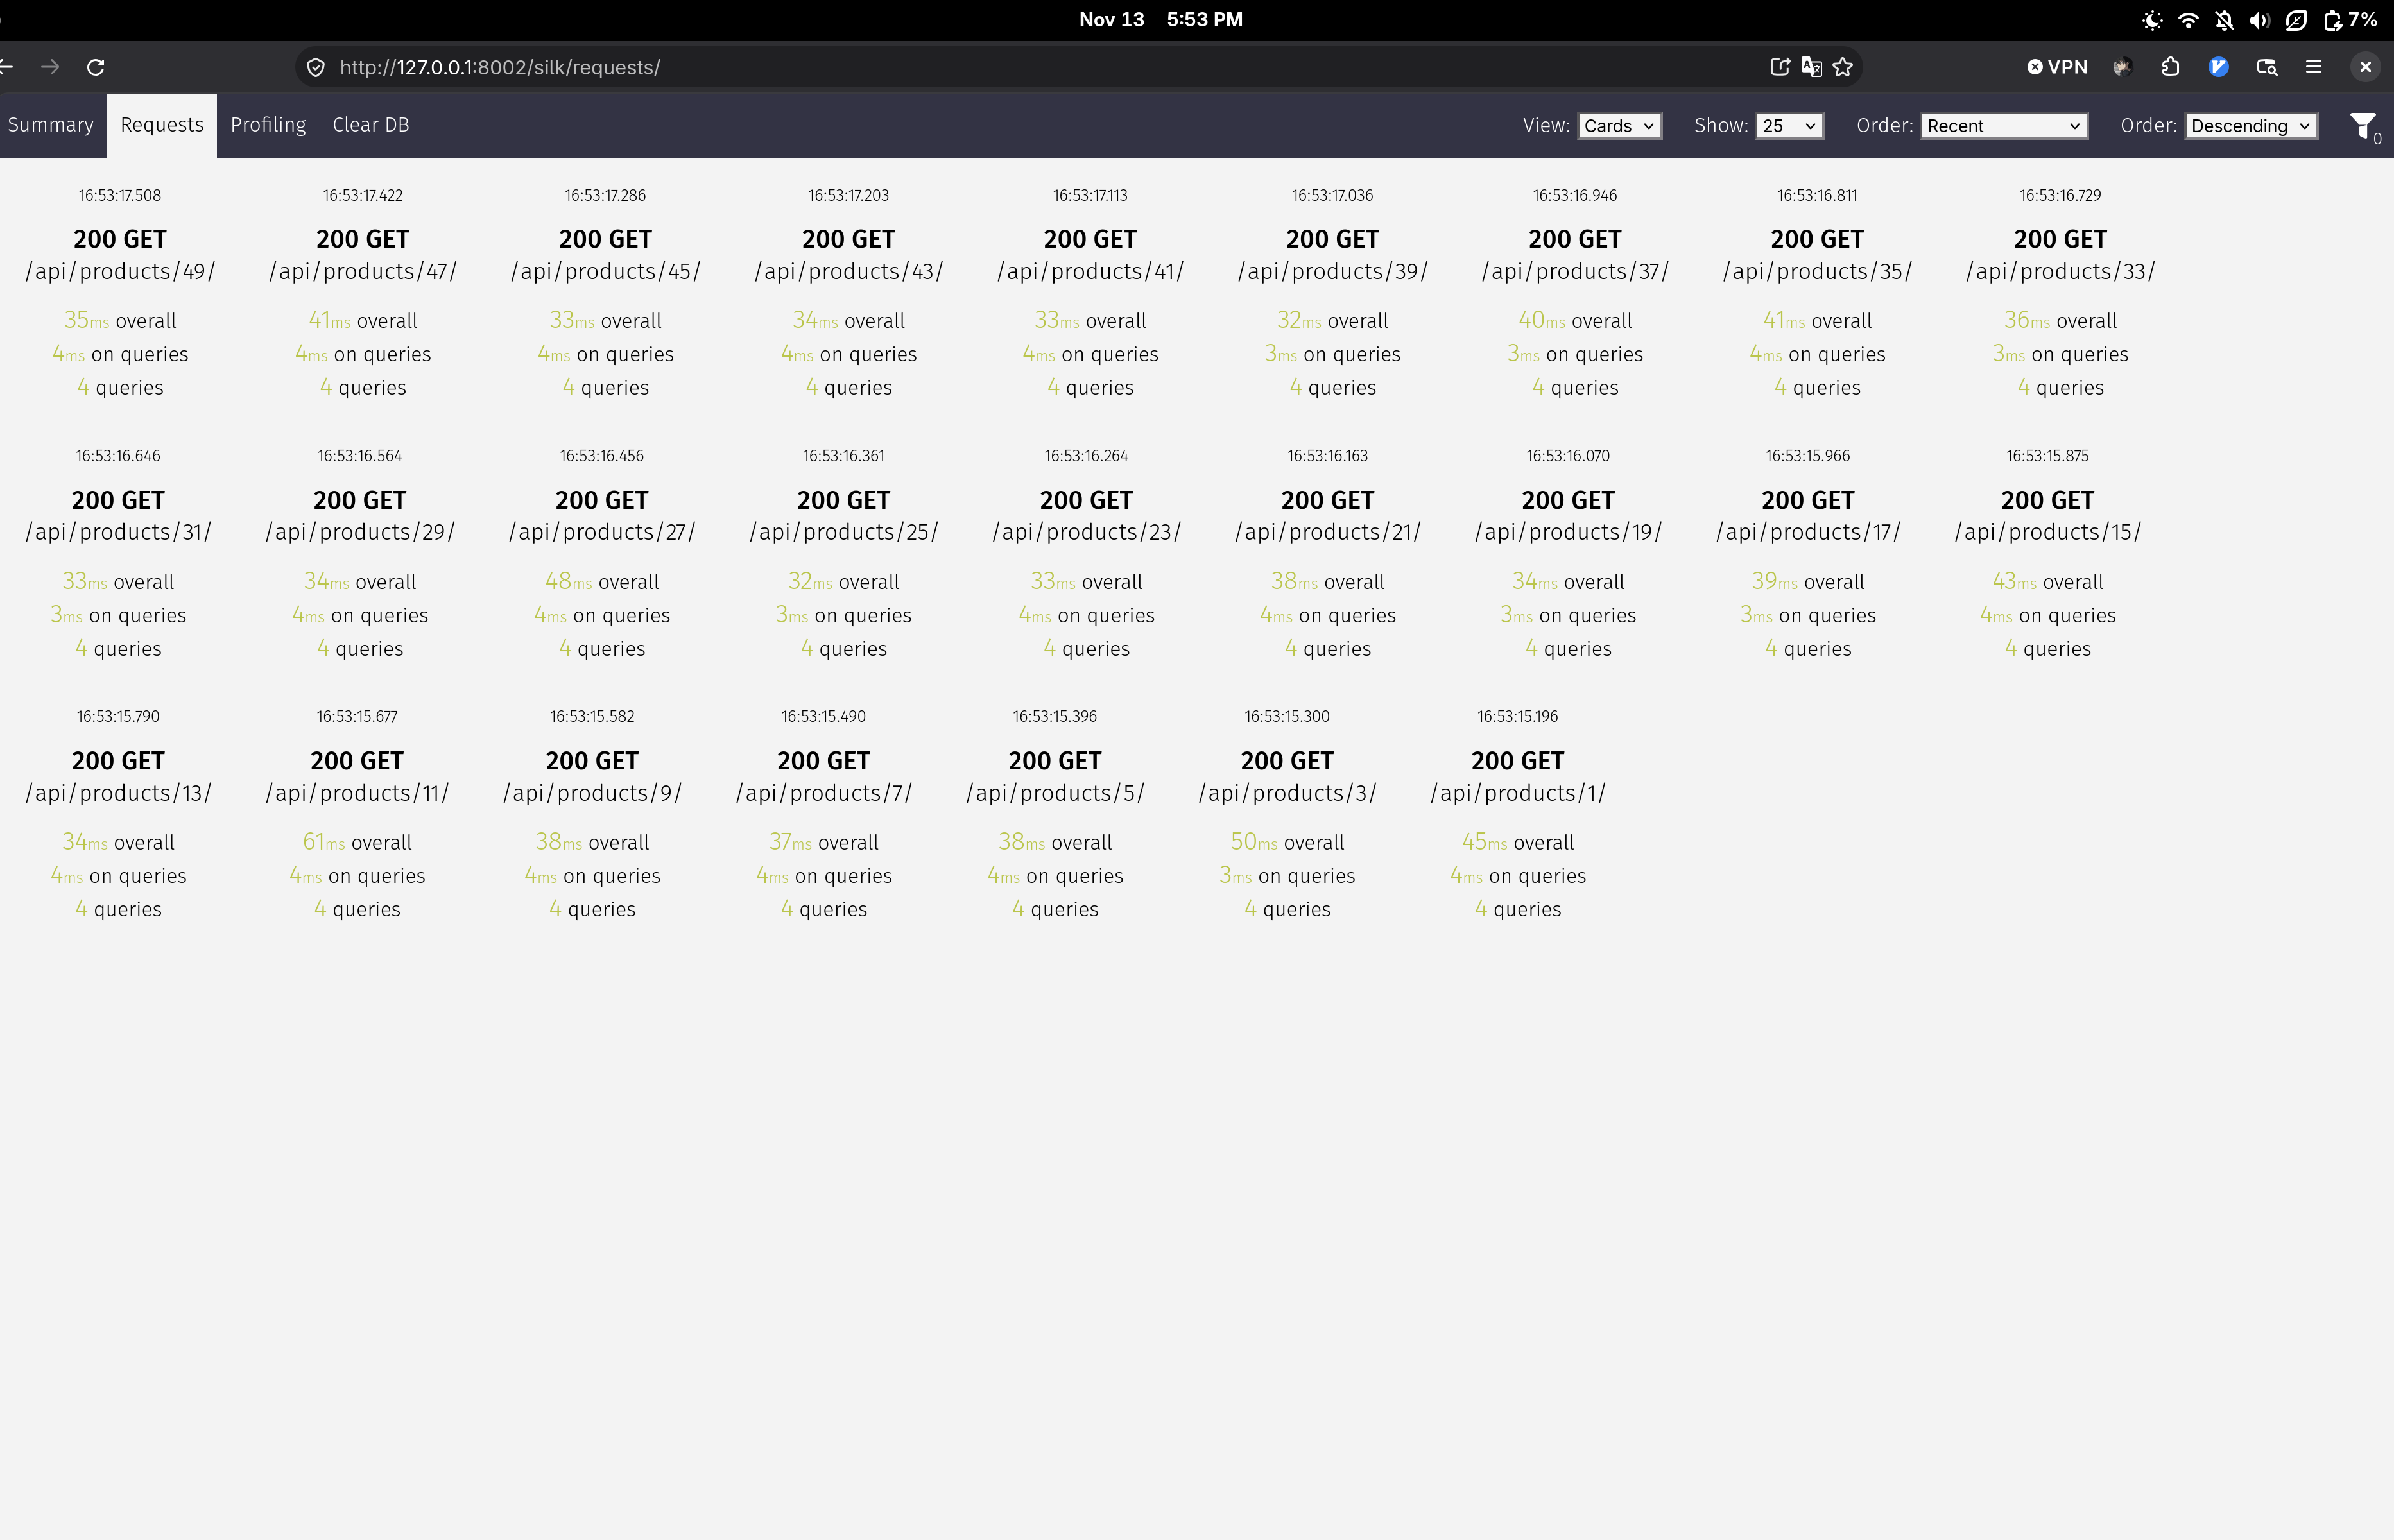 Nov 13 5:53 PM
7%
http://127.0.0.1:8002/silk/requests/
VPN
Summary Requests Profiling Clear DB View: Cards Show: 25 Order: Recent Order: Descending 0
16:53:17.508 16:53:17.422 16:53:17.286 16:53:17.203 16:53:17.113 16:53:17.036 16:53:16.946 16:53:16.811 16:53:16.729
200 GET 200 GET 200 GET 200 GET 200 GET 200 GET 200 GET 200 GET 200 GET
/api/products/49/ /api/products/47/ /api/products/45/ /api/products/43/ /api/products/41/ /api/products/39/ /api/products/37/ /api/products/35/ /api/products/33/
35ms overall 41ms overall 33ms overall 34ms overall 33ms overall 32ms overall 40ms overall 41ms overall 36ms overall
4ms on queries 4ms on queries 4ms on queries 4ms on queries 4ms on queries 3ms on queries 3ms on queries 4ms on queries 3ms on queries
4 queries 4 queries 4 queries 4 queries 4 queries 4 queries 4 queries 4 queries 4 queries
16:53:16.646 16:53:16.564 16:53:16.456 16:53:16.361 16:53:16.264 16:53:16.163 16:53:16.070 16:53:15.966 16:53:15.875
200 GET 200 GET 200 GET 200 GET 200 GET 200 GET 200 GET 200 GET 200 GET
/api/products/31/ /api/products/29/ /api/products/27/ /api/products/25/ /api/products/23/ /api/products/21/ /api/products/19/ /api/products/17/ /api/products/15/
33ms overall 34ms overall 48ms overall 32ms overall 33ms overall 38ms overall 34ms overall 39ms overall 43ms overall
3ms on queries 4ms on queries 4ms on queries 3ms on queries 4ms on queries 4ms on queries 3ms on queries 3ms on queries 4ms on queries
4 queries 4 queries 4 queries 4 queries 4 queries 4 queries 4 queries 4 queries 4 queries
16:53:15.790 16:53:15.677 16:53:15.582 16:53:15.490 16:53:15.396 16:53:15.300 16:53:15.196
200 GET 200 GET 200 GET 200 GET 200 GET 200 GET 200 GET
/api/products/13/ /api/products/11/ /api/products/9/ /api/products/7/ /api/products/5/ /api/products/3/ /api/products/1/
34ms overall 61ms overall 38ms overall 37ms overall 38ms overall 50ms overall 45ms overall
4ms on queries 4ms on queries 4ms on queries 4ms on queries 4ms on queries 3ms on queries 4ms on queries
4 queries 4 queries 4 queries 4 queries 4 queries 4 queries 4 queries